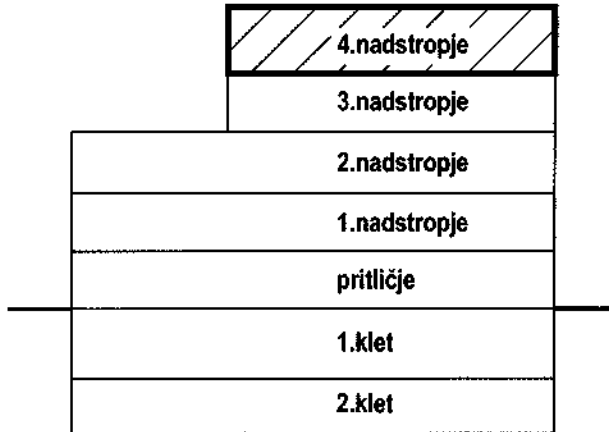 4.nadstropje
3.nadstropje
2.nadstropje
1.nadstropje
pritličje
1.klet
2.klet